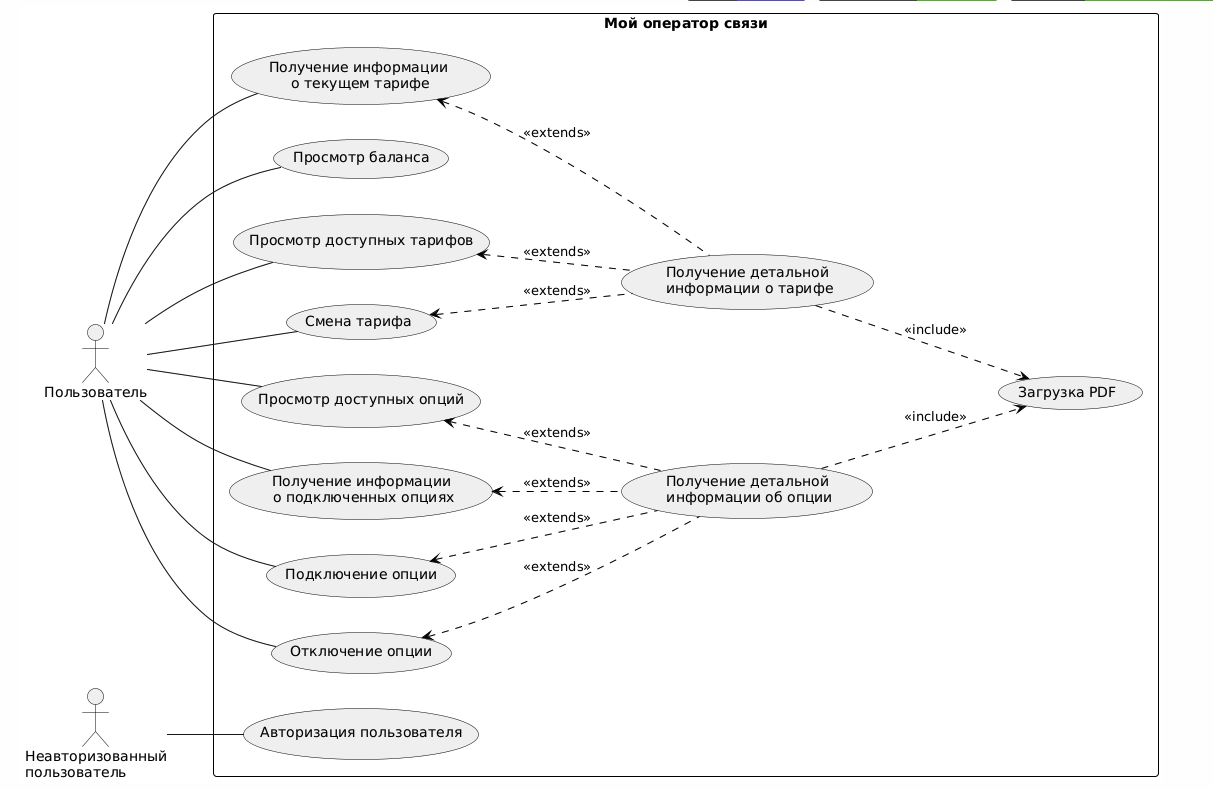 Мой оператор связи
Получение информации
о текущем тарифе
«extends»
Просмотр баланса
Просмотр доступных тарифов
«extends»
Получение детальной
информации о тарифе
«extends»
Смена тарифа
«include»
Пользователь
Загрузка PDF
Просмотр доступных опций
«include»
«extends»
Получение информации
о подключенных опциях
«extends»
Получение детальной
информации об опции
«extends»
Подключение опции
«extends»
Отключение опции
Неавторизованный
пользователь
Авторизация пользователя